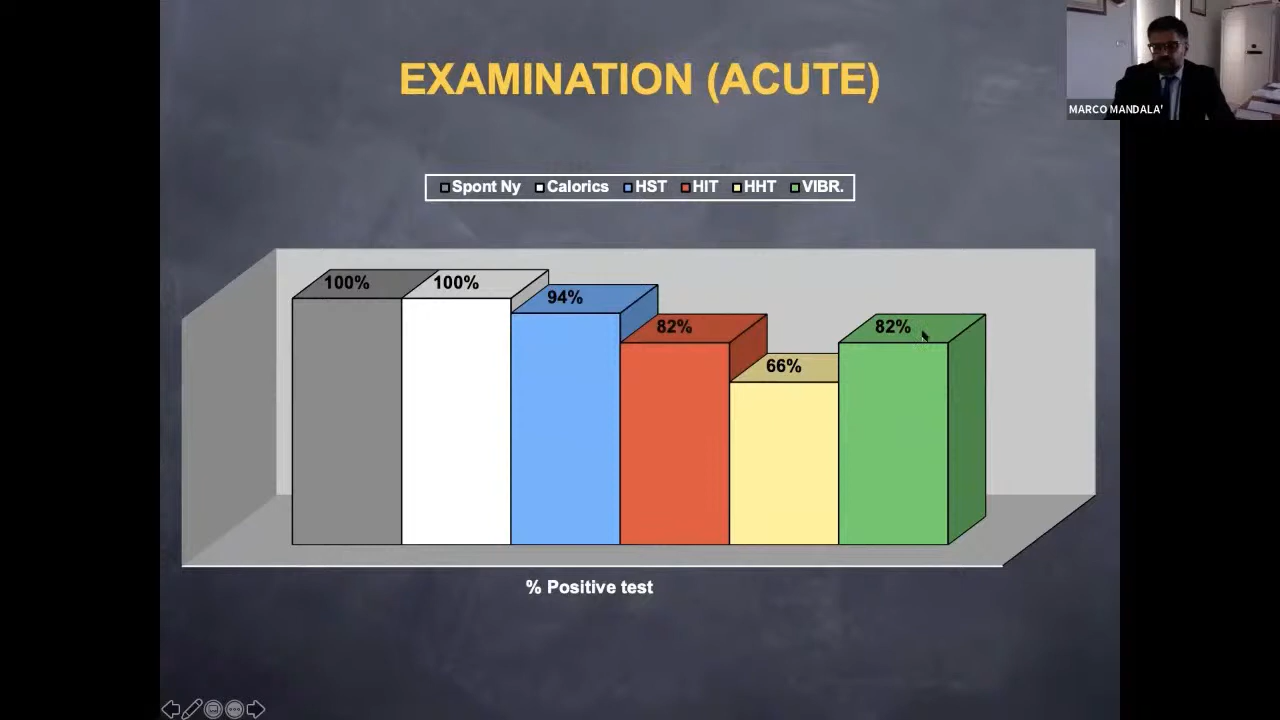 EXAMINATION (ACUTE)
MARCO MANDALA'
Spont Ny Calorics HST HIT HHT VIBR.
100% 100% 94% 82% 66% 82%
% Positive test